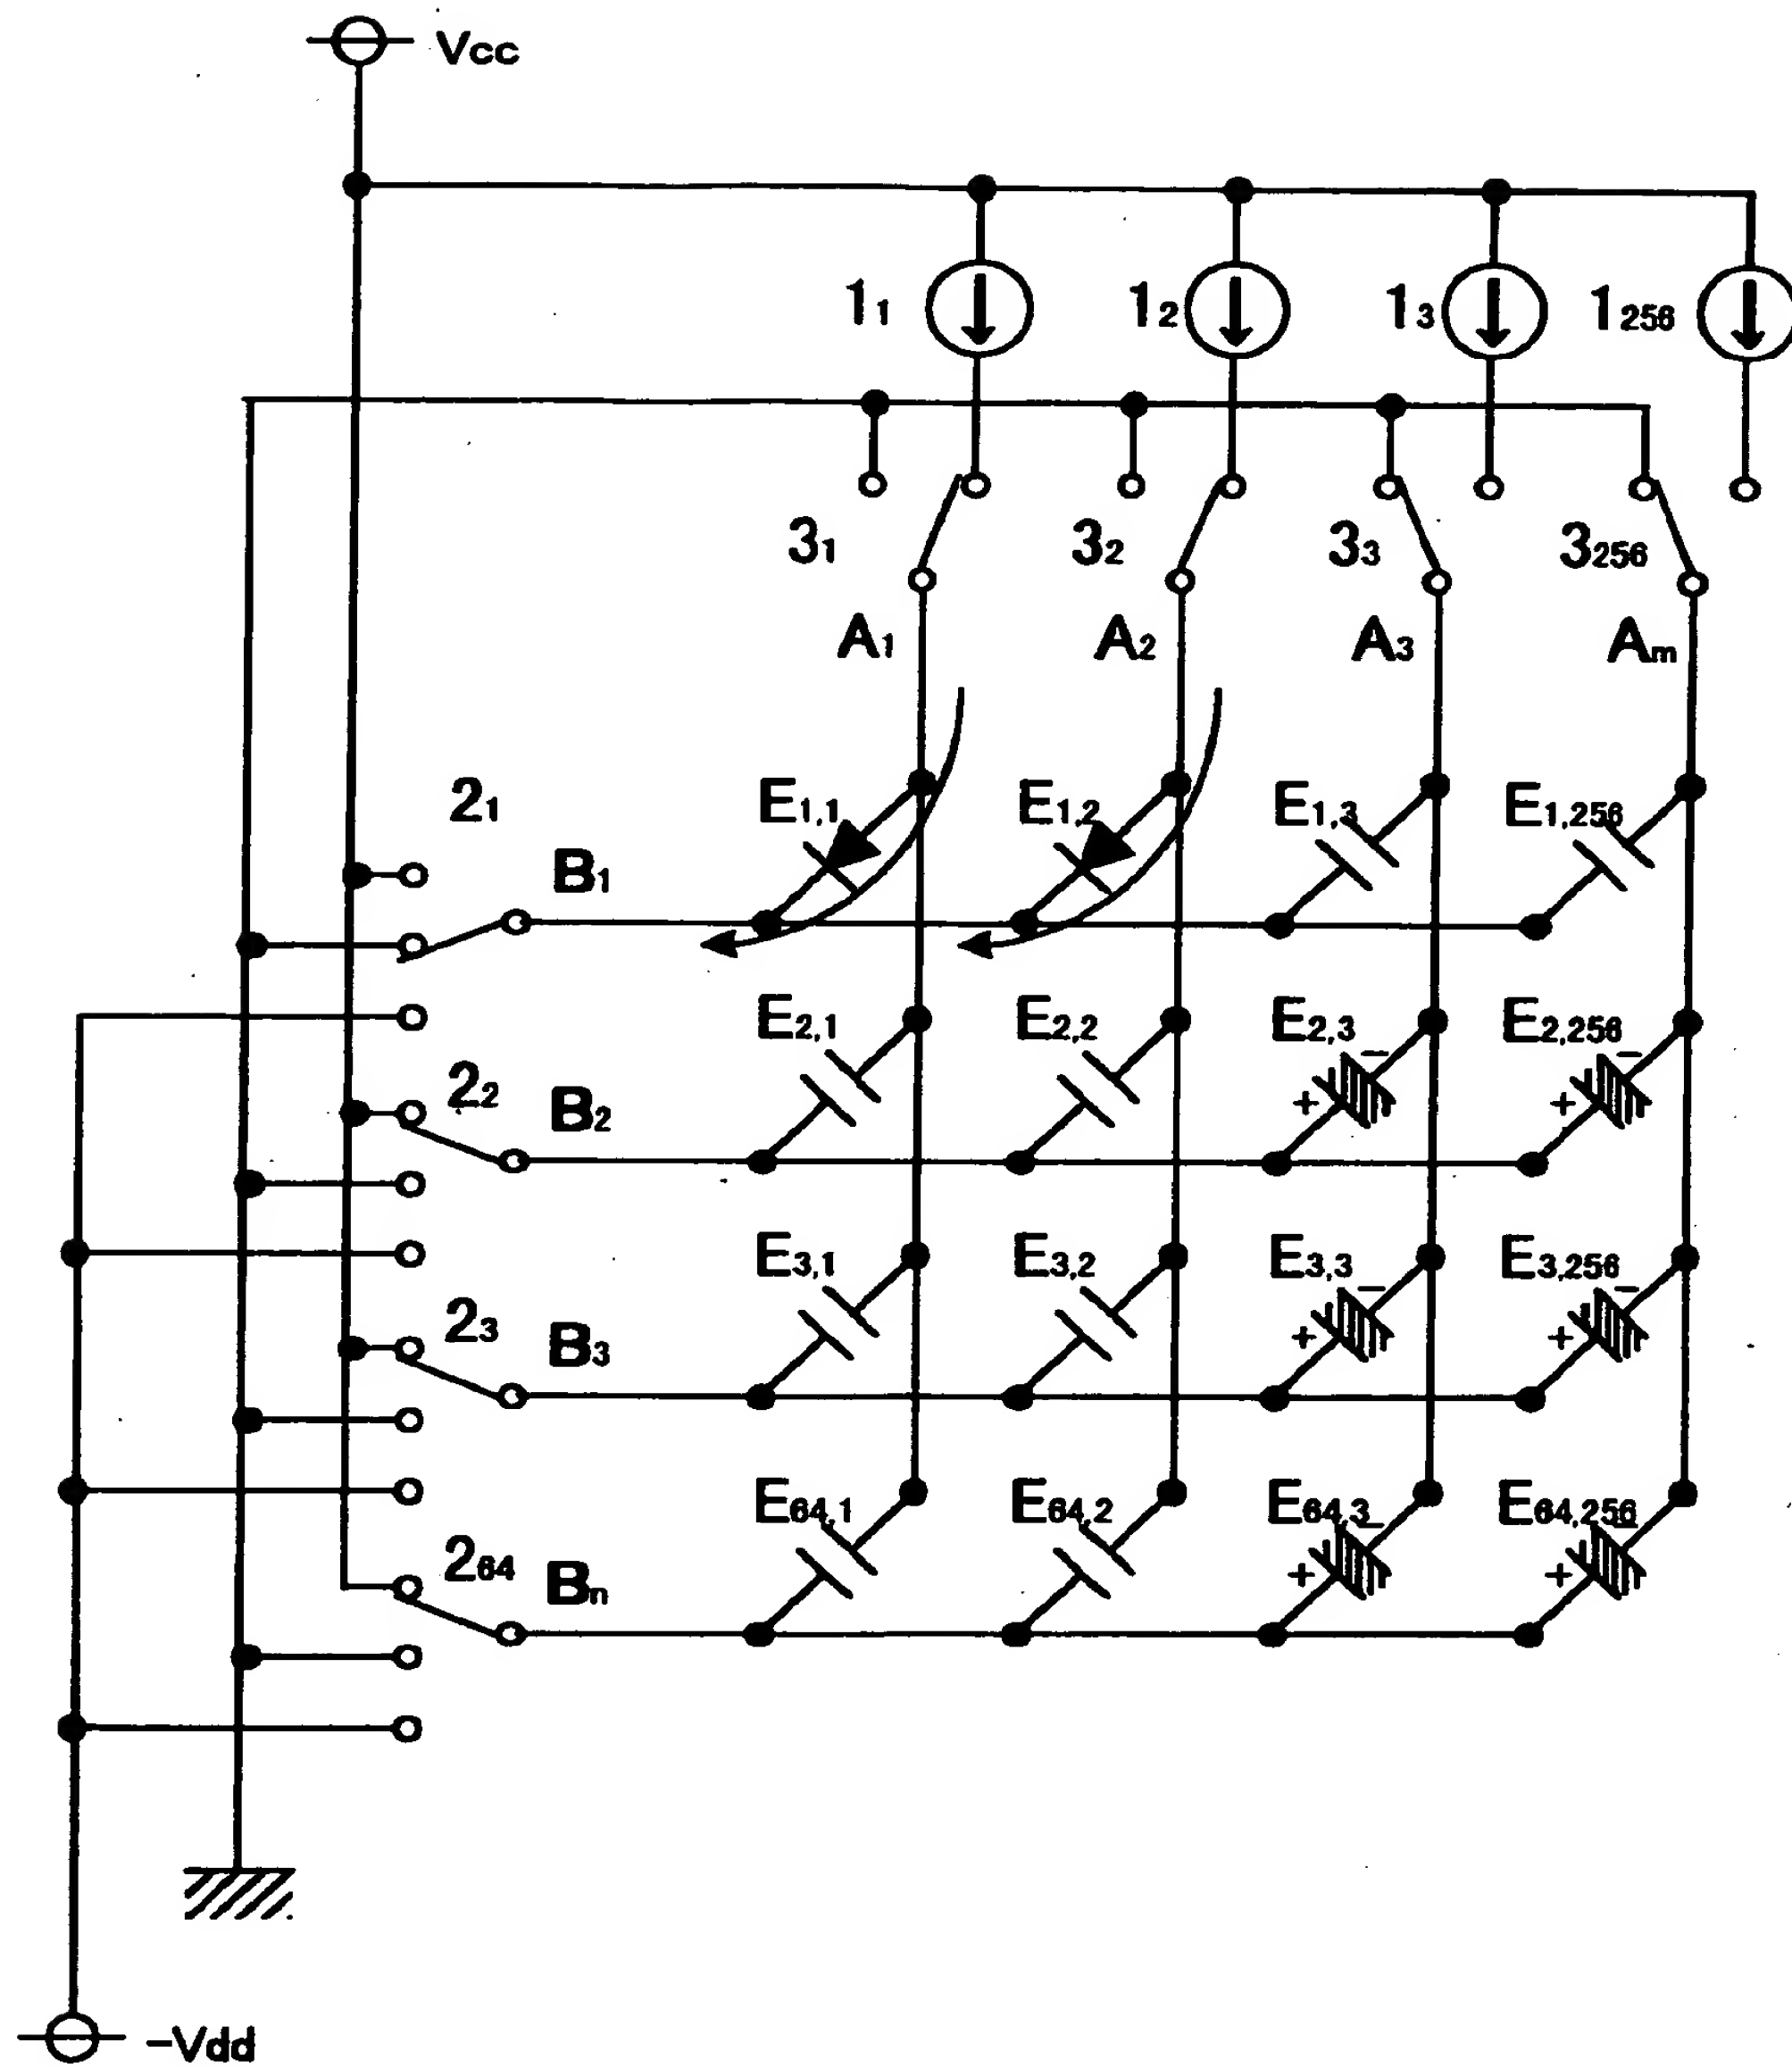 Vcc
1₁ 1₂ 1₃ 1₂₅₆
3₁ 3₂ 3₃ 3₂₅₆
A₁ A₂ A₃ Aₘ
2₁ E₁,₁ E₁,₂ E₁,₃ E₁,₂₅₆
B₁
E₂,₁ E₂,₂ E₂,₃ E₂,₂₅₆
2₂ B₂ − −
+ +
E₃,₁ E₃,₂ E₃,₃ E₃,₂₅₆
2₃ B₃ − −
+ +
E₆₄,₁ E₆₄,₂ E₆₄,₃ E₆₄,₂₅₆
2₆₄ Bₙ − −
+ +
-Vdd